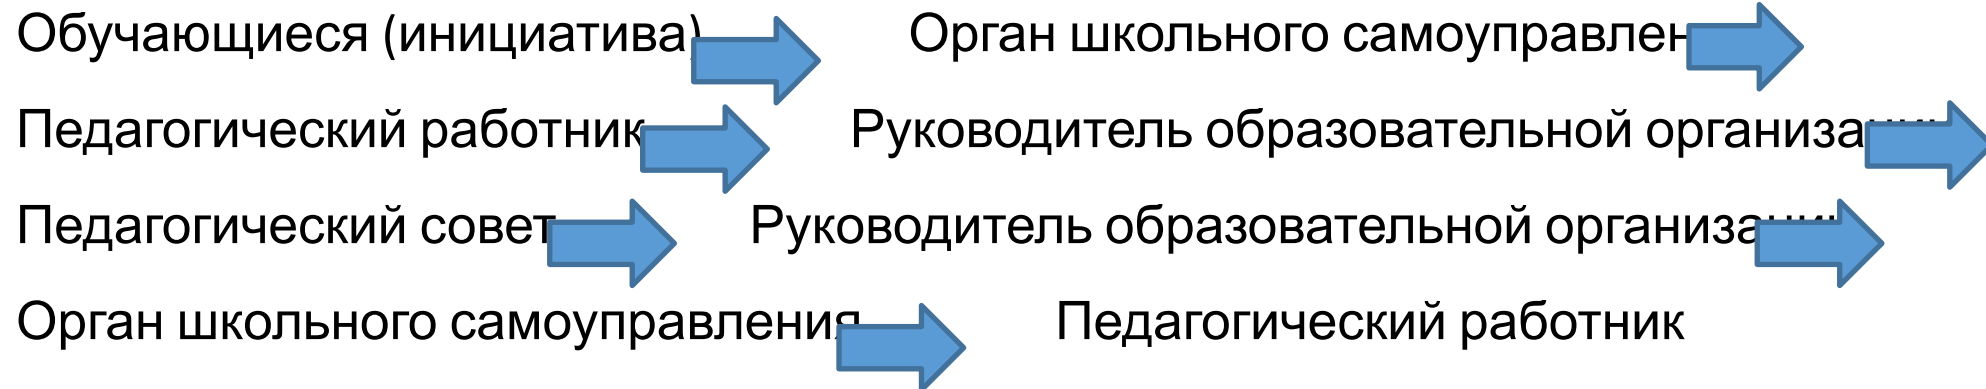 Обучающиеся (инициатива) Орган школьного самоуправлен
Педагогический работник Руководитель образовательной организа
Педагогический совет Руководитель образовательной организации
Орган школьного самоуправления Педагогический работник